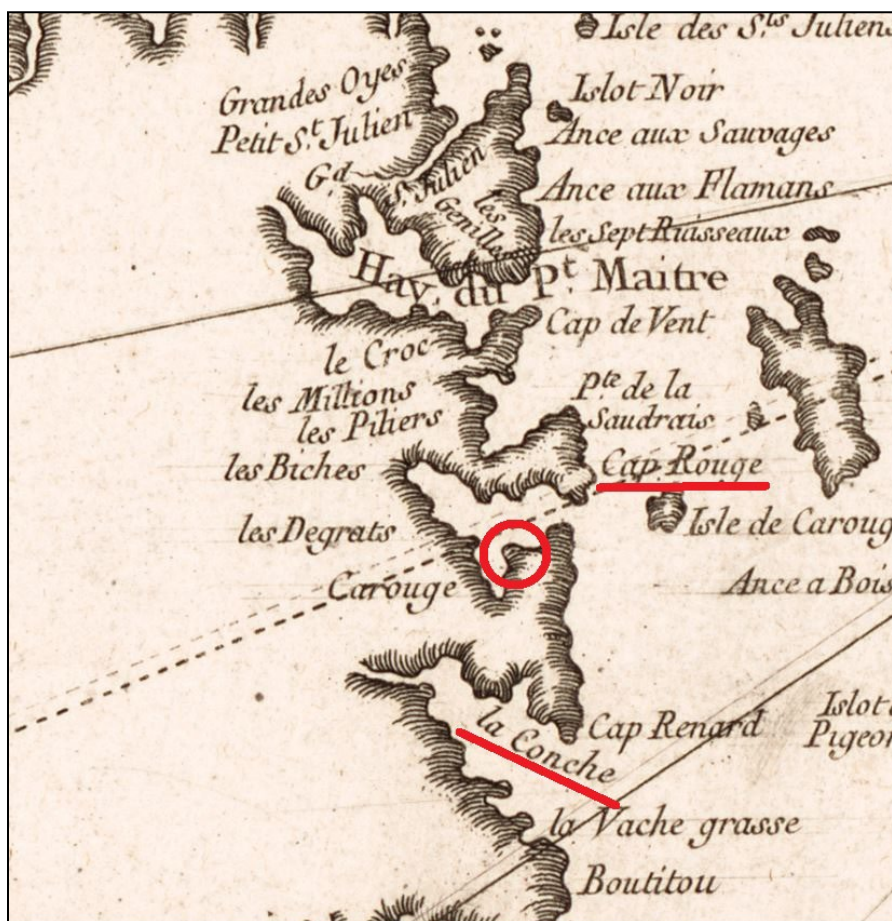 Isle des S.ts Juliens
Grandes Oyes
Islot Noir
Petit S.t Julien
Ance aux Sauvages
G.d
S. Julien
les
Ance aux Flamans
les Sept Ruisseaux
Hav. du P.t Maitre
Cap de Vent
le Croc
les Millions
P.te de la
Saudrais
les Piliers
les Biches
Cap Rouge
les Degrats
Isle de Caroug
Carouge
Ance a Bois
la Conche
Cap Renard
Islot
Pigeon
la Vache grasse
Boutitou